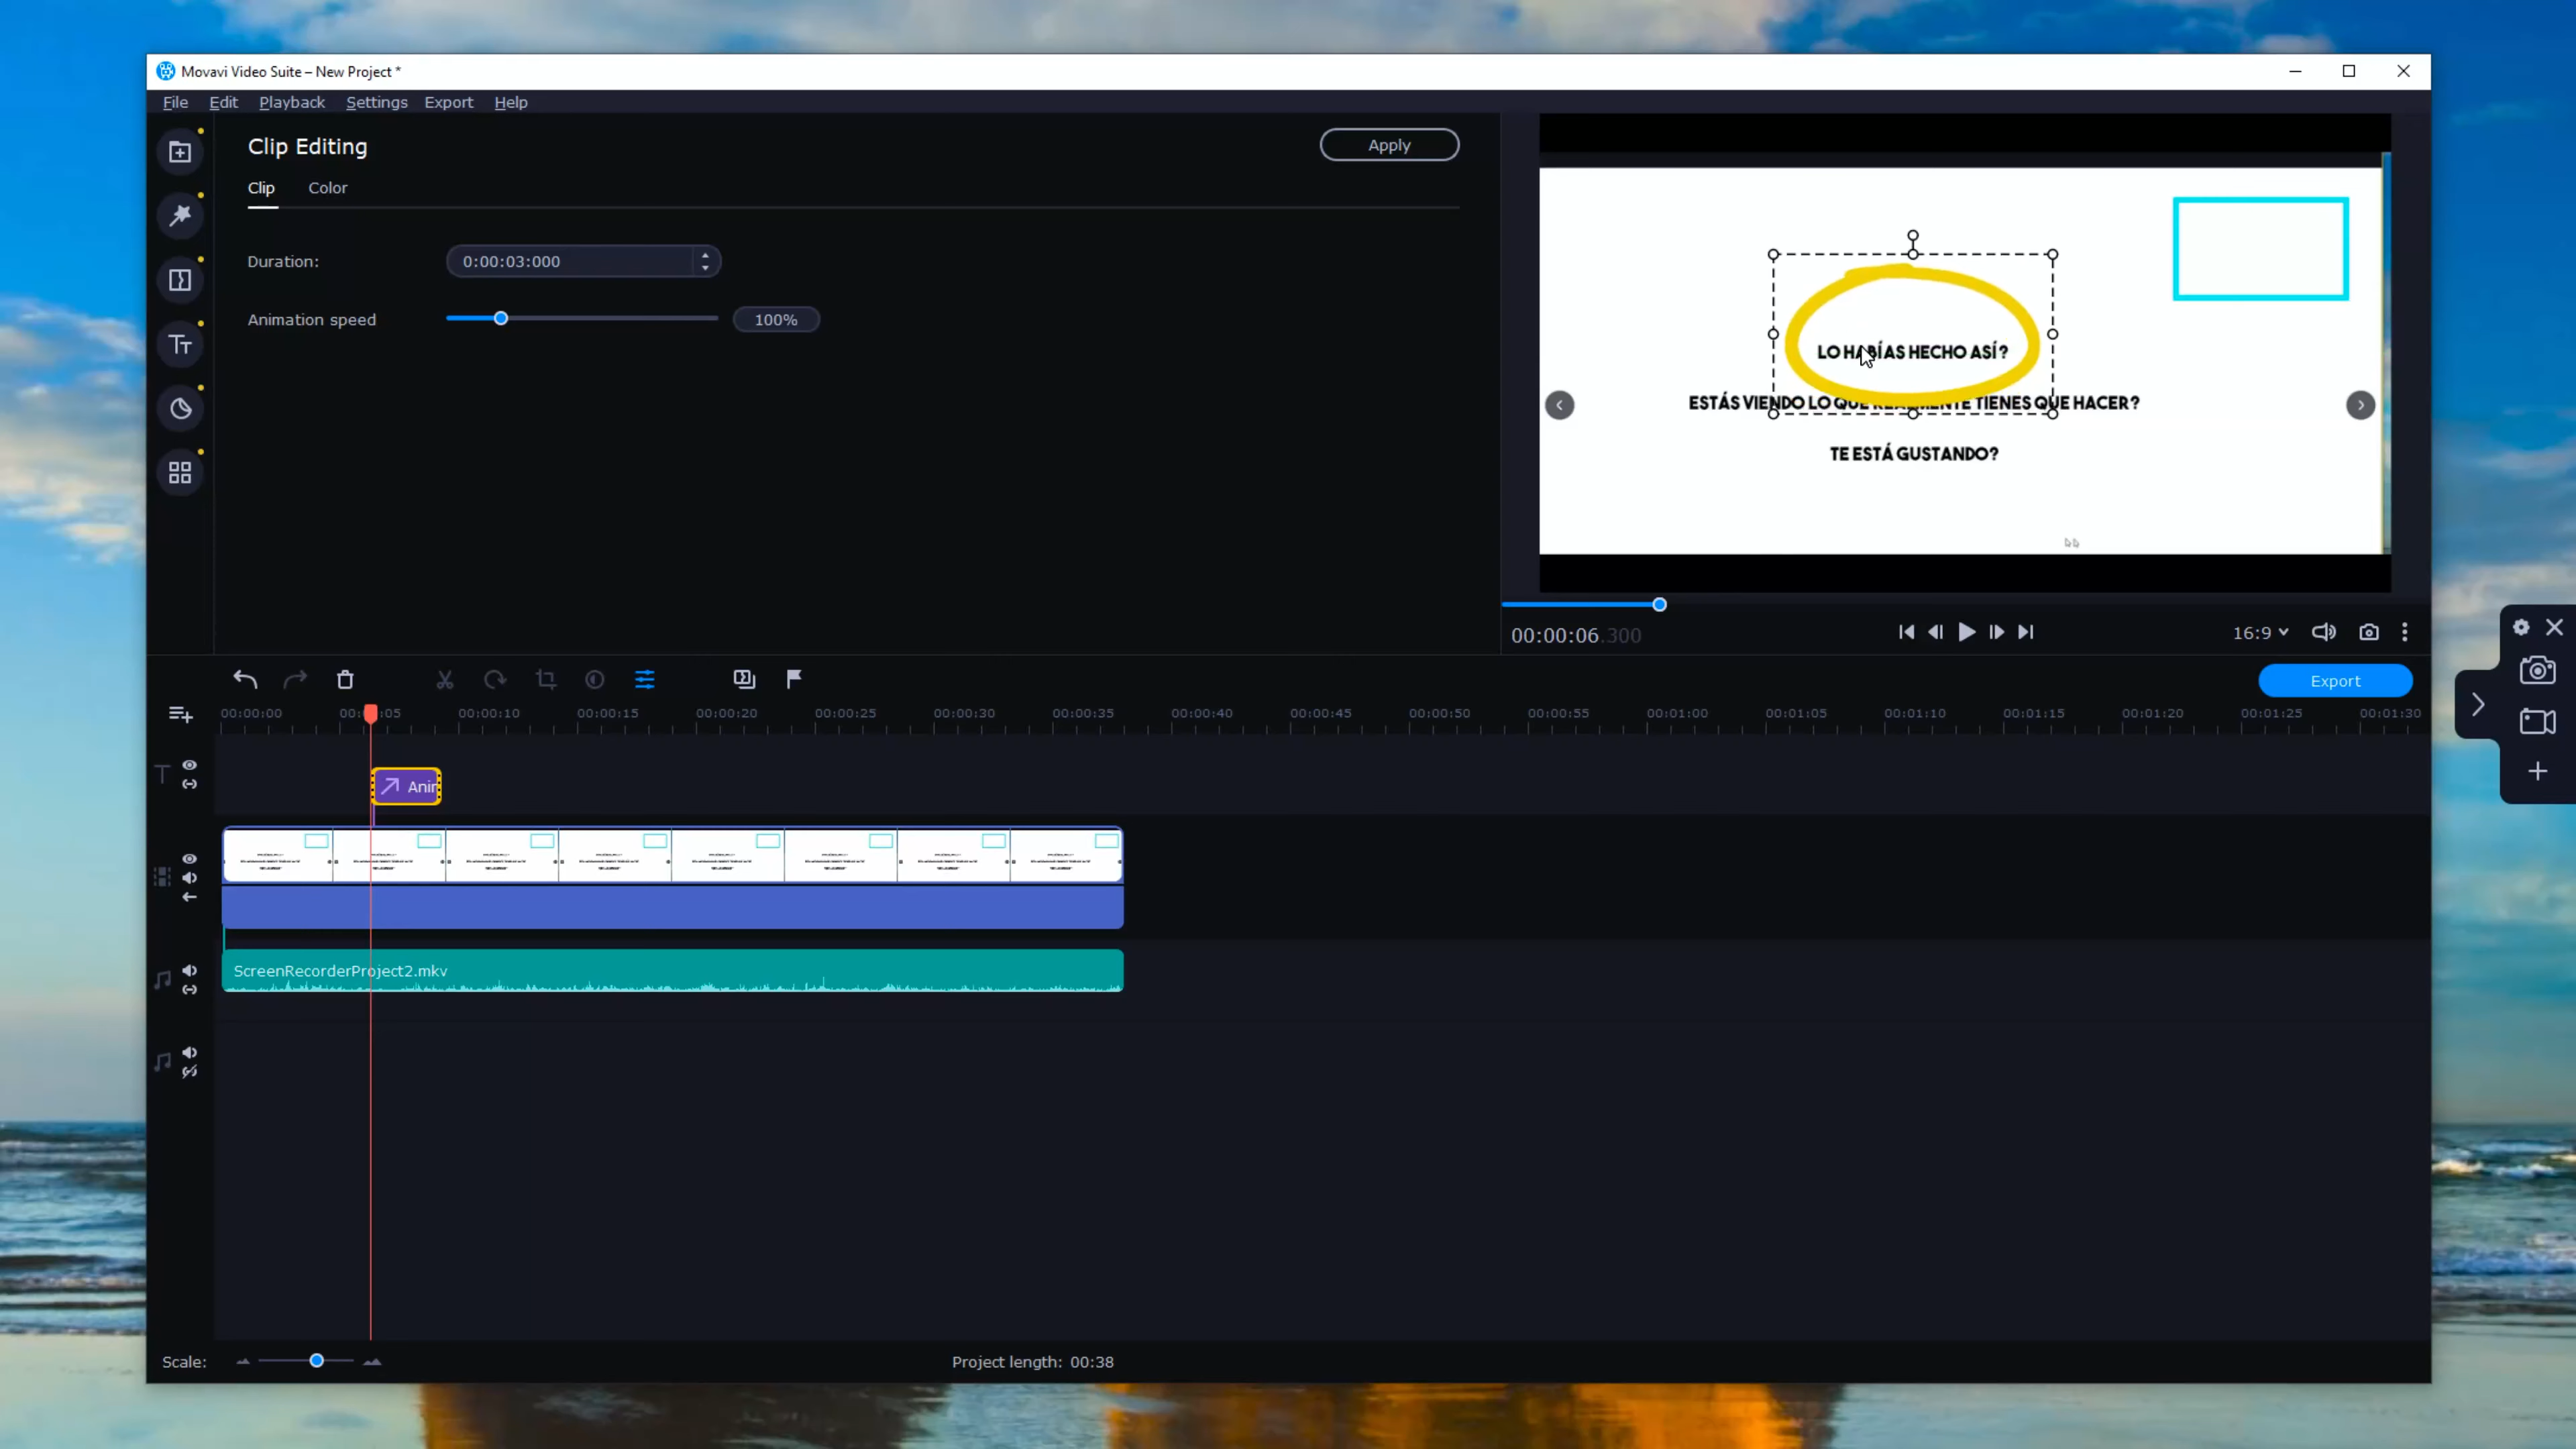 Movavi Video Suite – New Project *
File Edit Playback Settings Export Help
Clip Editing
Apply
Clip Color
Duration: 0:00:03:000
Animation speed 100%
LO HABÍAS HECHO ASÍ?
ESTÁS VIENDO LO QUE REALMENTE TIENES QUE HACER?
TE ESTÁ GUSTANDO?
00:00:06.300
16:9
Export
00:00:00 00:00:05 00:00:10 00:00:15 00:00:20 00:00:25 00:00:30 00:00:35 00:00:40 00:00:45 00:00:50 00:00:55 00:01:00 00:01:05 00:01:10 00:01:15 00:01:20 00:01:25 00:01:30
Anim
ScreenRecorderProject2.mkv
Scale:
Project length: 00:38